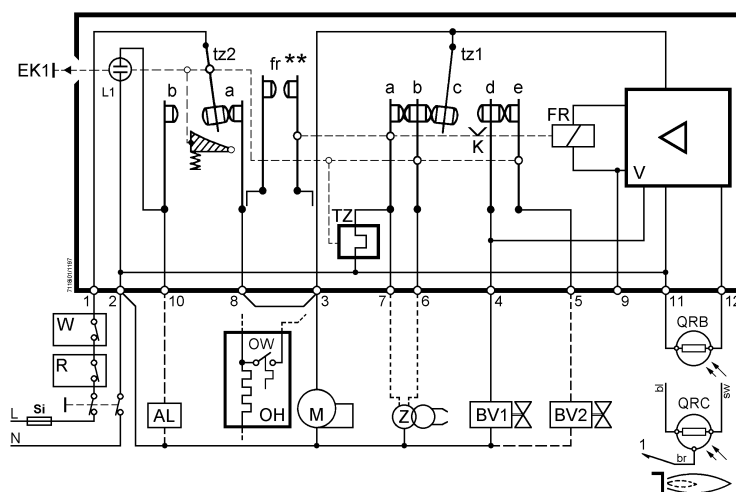 tz2
fr **
tz1
EK1
L1
b
a
a
b
c
d
e
FR
K
V
TZ
711601/1197
1
2
10
8
3
7
6
4
5
9
11
12
W
R
L
Si
N
AL
OW
OH
M
Z
BV1
BV2
QRB
bl
sw
QRC
1
br